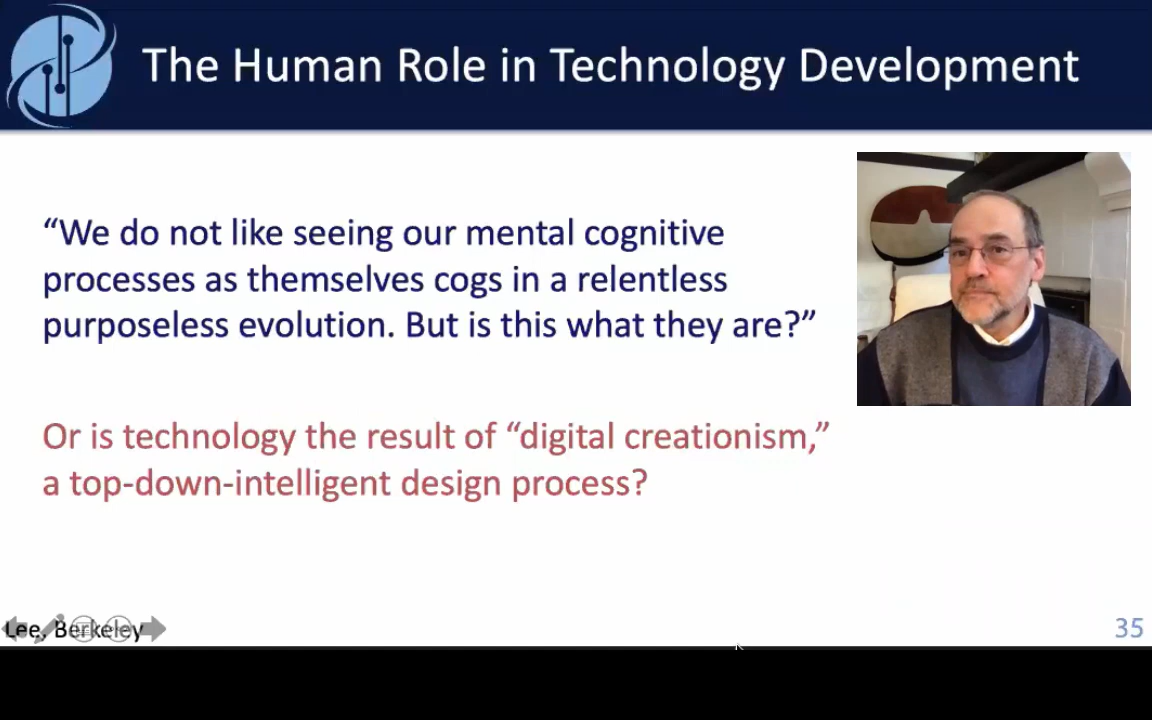 The Human Role in Technology Development
“We do not like seeing our mental cognitive
processes as themselves cogs in a relentless
purposeless evolution. But is this what they are?”
Or is technology the result of “digital creationism,”
a top-down-intelligent design process?
Lee, Berkeley
35